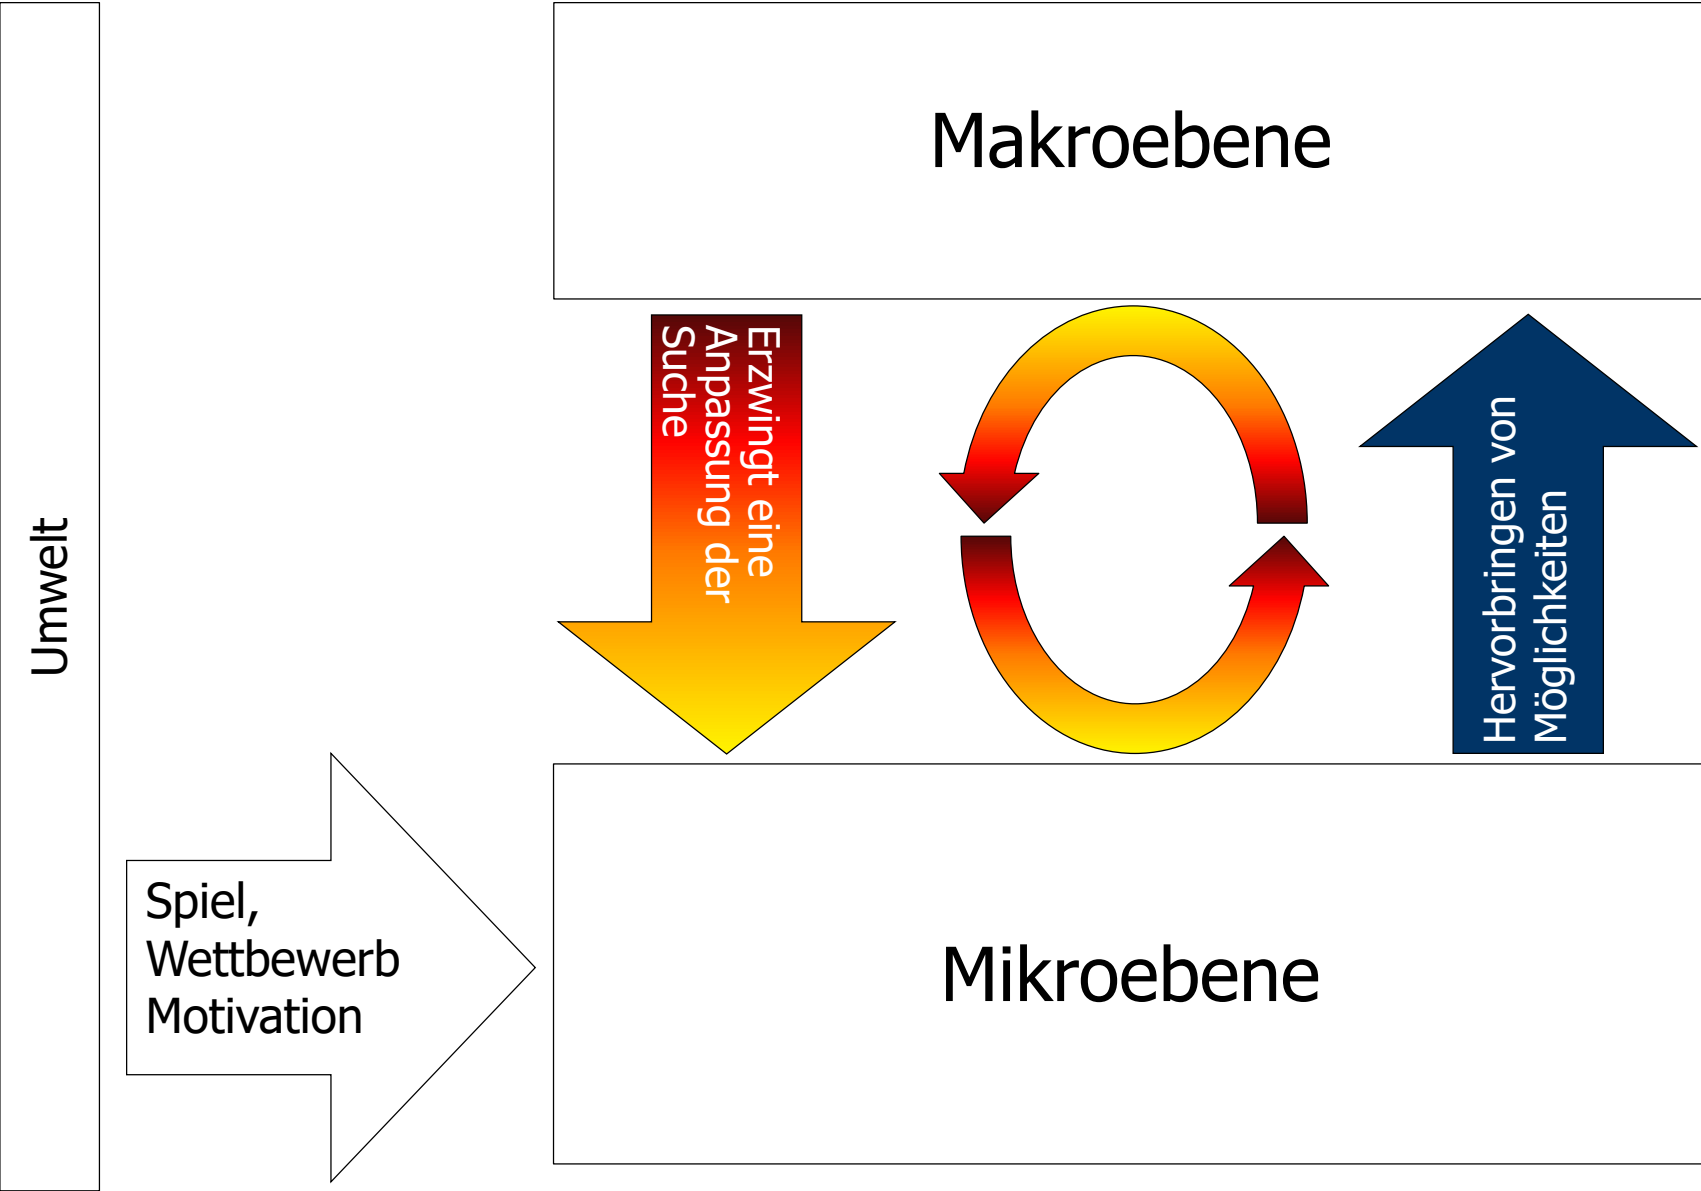 Umwelt
Makroebene
Erzwingt eine
Anpassung der
Suche
Hervorbringen von
Möglichkeiten
Spiel,
Wettbewerb
Motivation
Mikroebene